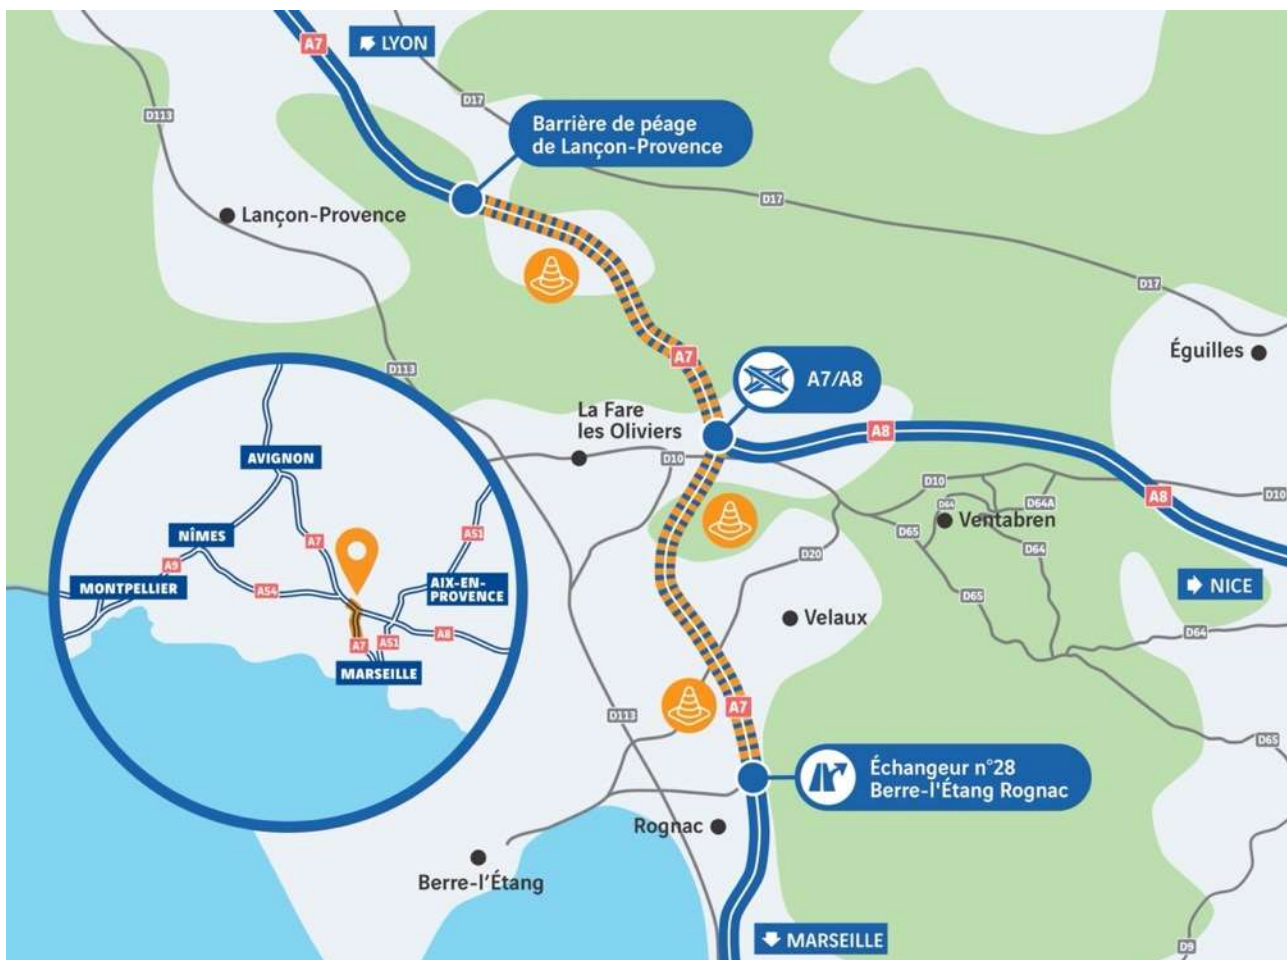 A7
LYON
D17
D113
Barrière de péage
de Lançon-Provence
D17
Lançon-Provence
D17
A7
Éguilles
D113
A7/A8
La Fare
les Oliviers
A8
D10
D10
D64
D64A
A8
D10
Ventabren
D65
D64
D20
NICE
D65
Velaux
D64
AVIGNON
NÎMES
A7
A51
A9
MONTPELLIER
A54
AIX-EN-
PROVENCE
A7
A51
A8
MARSEILLE
A7
D113
D65
Échangeur n°28
Berre-l'Étang Rognac
Rognac
Berre-l'Étang
MARSEILLE
D9